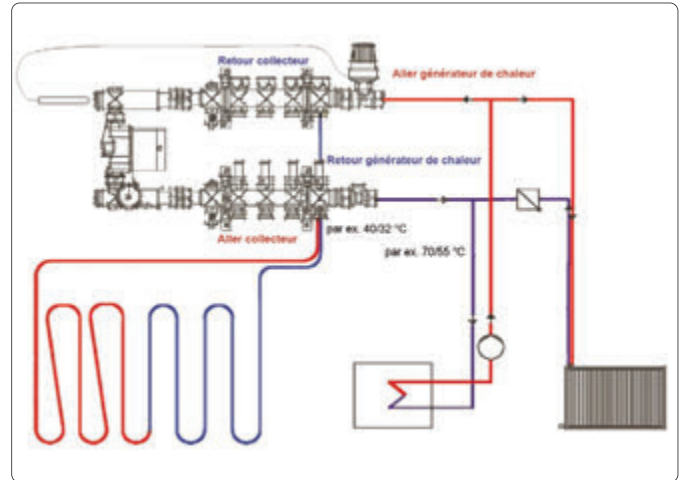 Retour collecteur
Aller générateur de chaleur
Retour générateur de chaleur
Aller collecteur
par ex. 40/32 °C
par ex. 70/55 °C